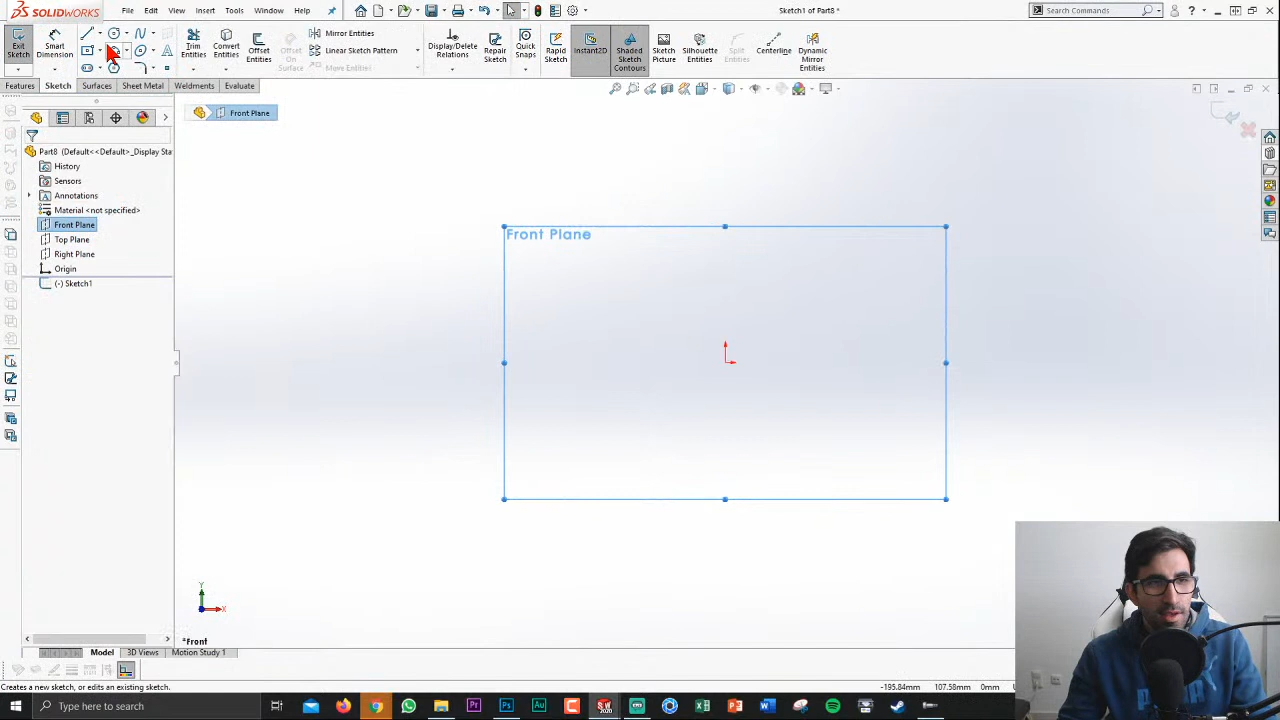 SOLIDWORKS
File Edit View Insert Tools Window Help
Sketch1 of Part8 *
Search Commands
Exit Sketch
Smart Dimension
Trim Entities
Convert Entities
Offset Entities
Offset On Surface
Mirror Entities
Linear Sketch Pattern
Move Entities
Display/Delete Relations
Repair Sketch
Quick Snaps
Rapid Sketch
Instant2D
Shaded Sketch Contours
Sketch Picture
Silhouette Entities
Split Entities
Centerline
Dynamic Mirror Entities
Features Sketch Surfaces Sheet Metal Weldments Evaluate
Front Plane
Part8 (Default<<Default>_Display Sta
History
Sensors
Annotations
Material <not specified>
Front Plane
Top Plane
Right Plane
Origin
(-) Sketch1
Front Plane
Y
X
*Front
Model 3D Views Motion Study 1
Creates a new sketch, or edits an existing sketch.
-195.84mm 107.58mm 0mm
Type here to search